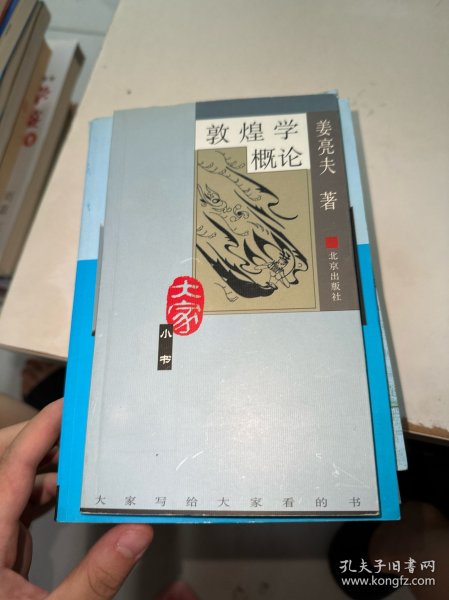 敦煌学
概论
姜亮夫 著
北京出版社
大家
小书
大家写给大家看的书
孔夫子旧书网
www.kongfz.com